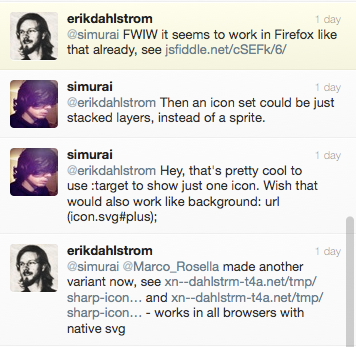 erikdahlstrom 1 day
@simurai FWIW it seems to work in Firefox like
that already, see jsfiddle.net/cSEFk/6/
simurai 1 day
@erikdahlstrom Then an icon set could be just
stacked layers, instead of a sprite.
simurai 1 day
@erikdahlstrom Hey, that's pretty cool to
use :target to show just one icon. Wish that
would also work like background: url
(icon.svg#plus);
erikdahlstrom 1 day
@simurai @Marco_Rosella made another
variant now, see xn--dahlstrm-t4a.net/tmp/
sharp-icon… and xn--dahlstrm-t4a.net/tmp/
sharp-icon… - works in all browsers with
native svg